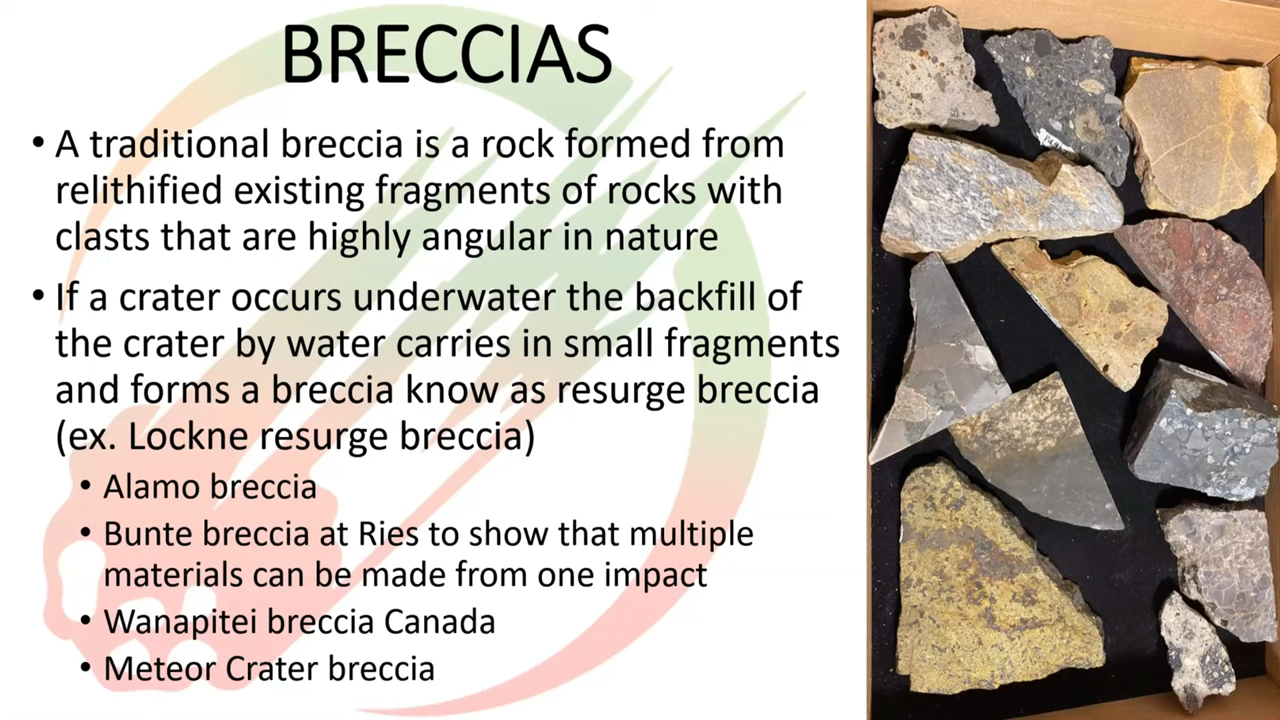 BRECCIAS
• A traditional breccia is a rock formed from
relithified existing fragments of rocks with
clasts that are highly angular in nature
• If a crater occurs underwater the backfill of
the crater by water carries in small fragments
and forms a breccia know as resurge breccia
(ex. Lockne resurge breccia)
• Alamo breccia
• Bunte breccia at Ries to show that multiple
materials can be made from one impact
• Wanapitei breccia Canada
• Meteor Crater breccia